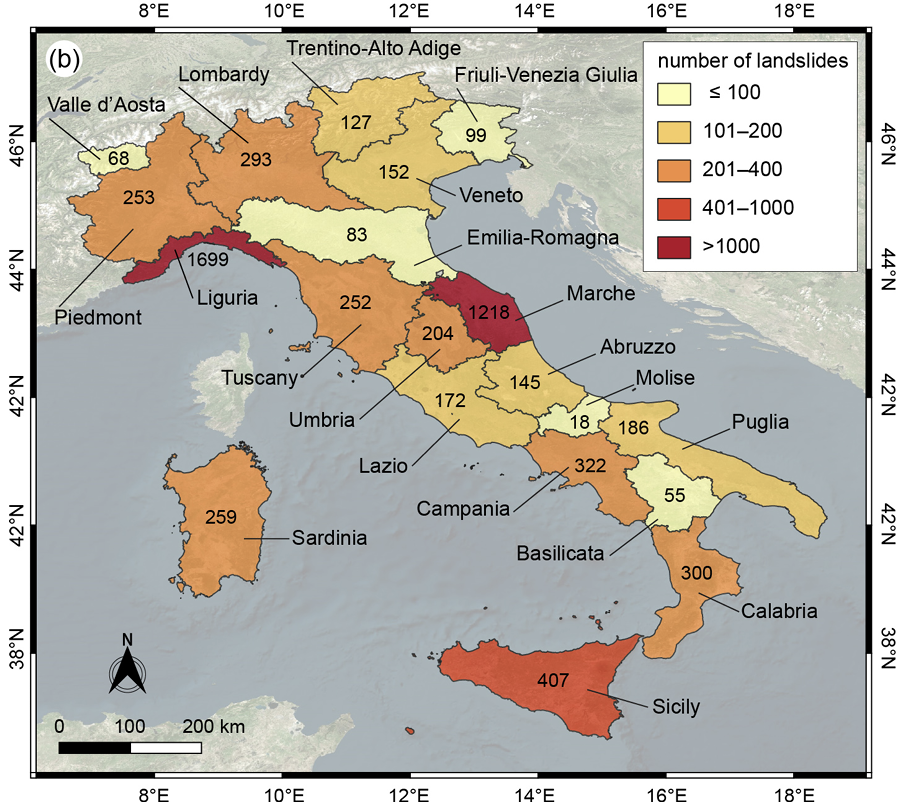 8°E 10°E 12°E 14°E 16°E 18°E
(b)
Trentino-Alto Adige
Lombardy
Friuli-Venezia Giulia
Valle d'Aosta
number of landslides
≤ 100
101–200
201–400
401–1000
>1000
46°N
46°N
127
99
68
293
152
253
Veneto
83
Emilia-Romagna
44°N
44°N
1699
Liguria
Piedmont
252
204
1218
Marche
Abruzzo
Tuscany
145
Molise
42°N
42°N
172
18
186
Umbria
Puglia
Lazio
322
Campania
55
259
Sardinia
42°N
42°N
Basilicata
300
Calabria
N
38°N
38°N
407
Sicily
0 100 200 km
8°E 10°E 12°E 14°E 16°E 18°E